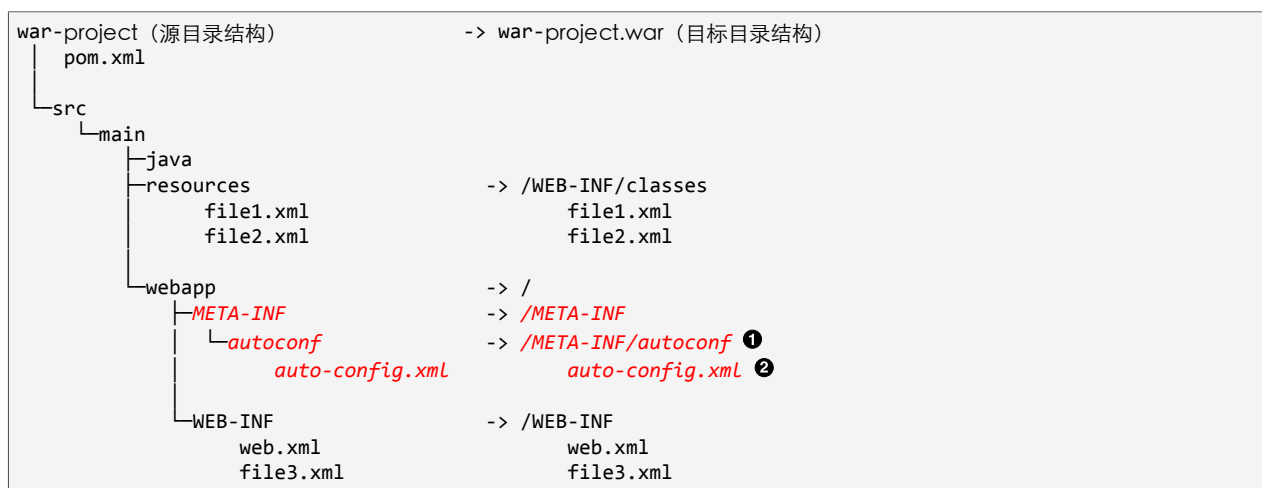 war-project（源目录结构） -> war-project.war（目标目录结构）
│ pom.xml
│
└─src
└─main
├─java
├─resources -> /WEB-INF/classes
│ file1.xml file1.xml
│ file2.xml file2.xml
│
└─webapp -> /
├─META-INF -> /META-INF
│ └─autoconf -> /META-INF/autoconf ❶
│ auto-config.xml auto-config.xml ❷
│
└─WEB-INF -> /WEB-INF
web.xml web.xml
file3.xml file3.xml